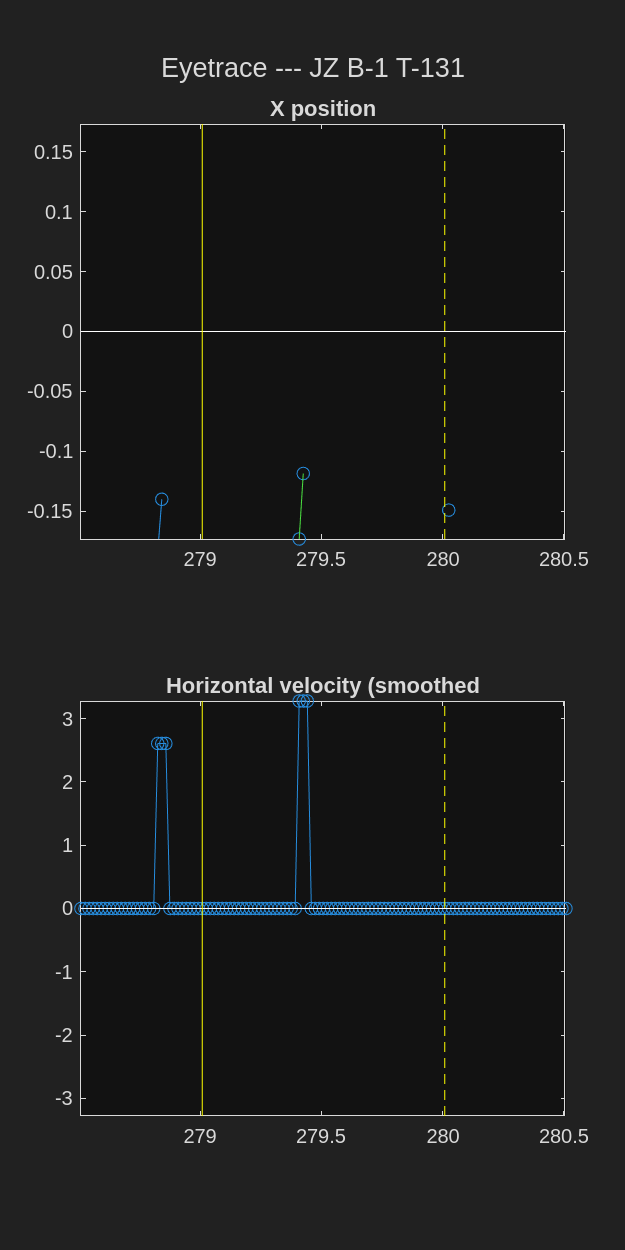 Eyetrace --- JZ B-1 T-131
X position
0.15
0.1
0.05
0
-0.05
-0.1
-0.15
279 279.5 280 280.5
Horizontal velocity (smoothed
3
2
1
0
-1
-2
-3
279 279.5 280 280.5